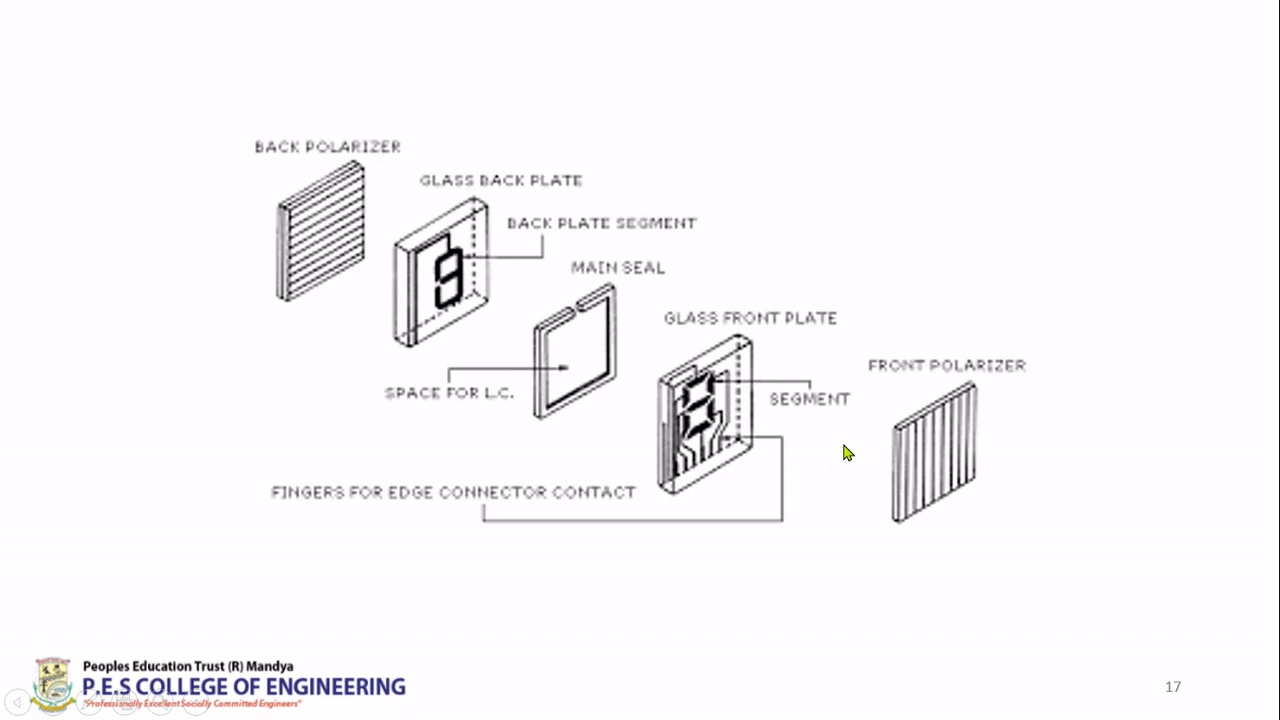 BACK POLARIZER
GLASS BACK PLATE
BACK PLATE SEGMENT
MAIN SEAL
GLASS FRONT PLATE
FRONT POLARIZER
SPACE FOR L.C.
SEGMENT
FINGERS FOR EDGE CONNECTOR CONTACT
Peoples Education Trust (R) Mandya
P.E.S COLLEGE OF ENGINEERING
"Professionally Excellent Socially Committed Engineers"
17